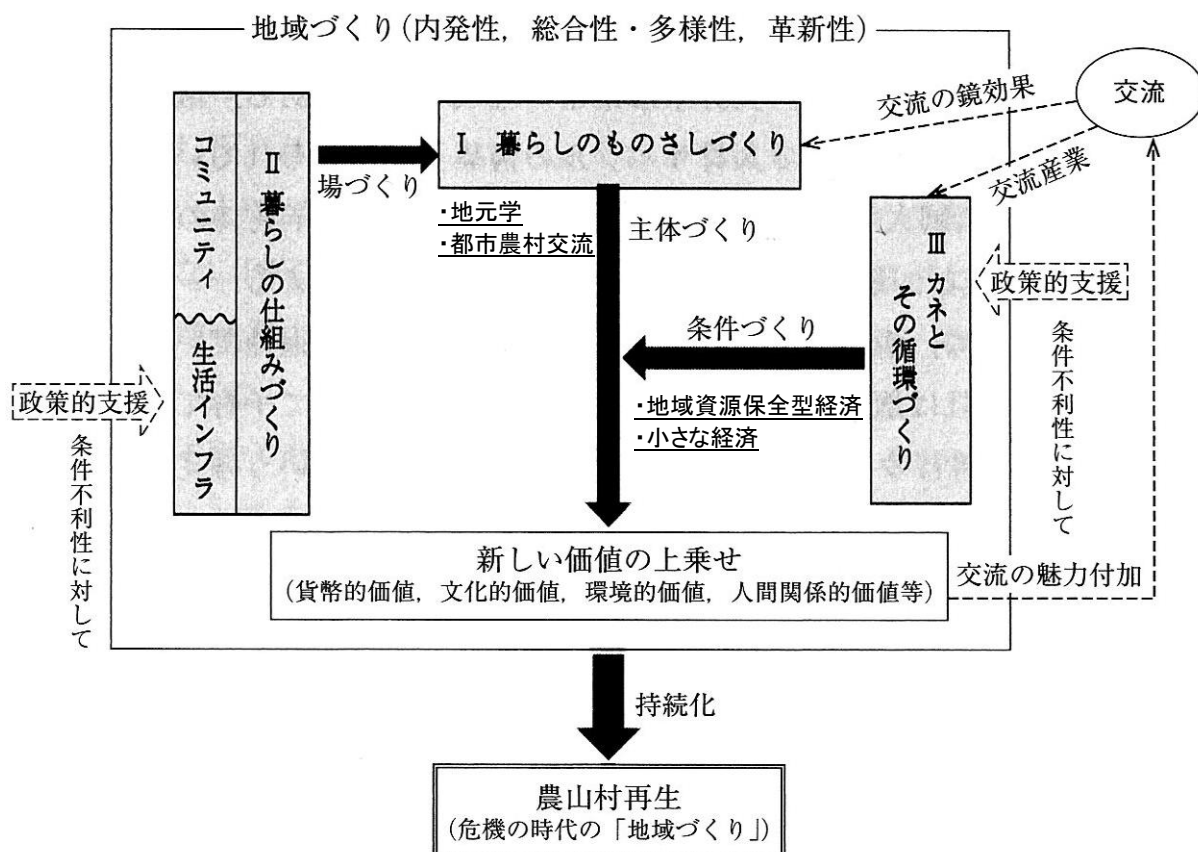 地域づくり(内発性, 総合性・多様性, 革新性)
交流
交流の鏡効果
交流産業
コミュニティ
生活インフラ
Ⅱ 暮らしの仕組みづくり
場づくり
Ⅰ 暮らしのものさしづくり
・地元学
・都市農村交流
主体づくり
Ⅲ カネと
その循環づくり
政策的支援
条件不利性に対して
条件づくり
・地域資源保全型経済
・小さな経済
政策的支援
条件不利性に対して
新しい価値の上乗せ
(貨幣的価値, 文化的価値, 環境的価値, 人間関係的価値等)
交流の魅力付加
持続化
農山村再生
(危機の時代の「地域づくり」)